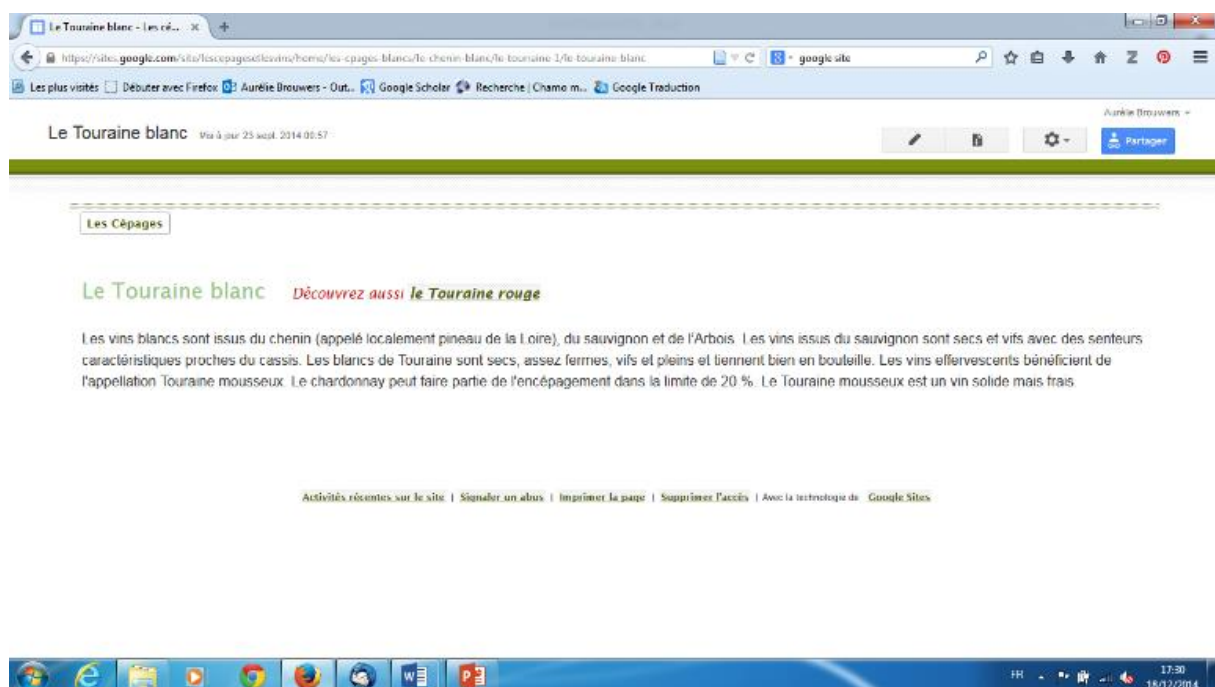 Le Touraine blanc - Les cé...
https://sites.google.com/site/lescepagesetlesvins/home/les-cpages-blancs/le-chenin-blanc/le-touraine-1/le-touraine-blanc
google site
Les plus visités Débuter avec Firefox Aurélie Brouwers - Out... Google Scholar Recherche | Chamo m... Google Traduction
Aurélie Brouwers
Le Touraine blanc Mis à jour 25 sept. 2014 09:57
Partager
Les Cépages
Le Touraine blanc Découvrez aussi le Touraine rouge
Les vins blancs sont issus du chenin (appelé localement pineau de la Loire), du sauvignon et de l'Arbois. Les vins issus du sauvignon sont secs et vifs avec des senteurs
caractéristiques proches du cassis. Les blancs de Touraine sont secs, assez fermes, vifs et pleins et tiennent bien en bouteille. Les vins effervescents bénéficient de
l'appellation Touraine mousseux. Le chardonnay peut faire partie de l'encépagement dans la limite de 20 %. Le Touraine mousseux est un vin solide mais frais.
Activités récentes sur le site | Signaler un abus | Imprimer la page | Supprimer l'accès | Avec la technologie de Google Sites
FR
17:30
18/12/2014